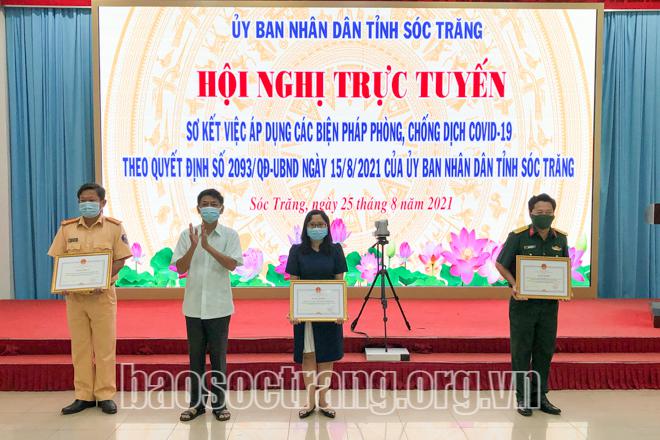 ỦY BAN NHÂN DÂN TỈNH SÓC TRĂNG
HỘI NGHỊ TRỰC TUYẾN
SƠ KẾT VIỆC ÁP DỤNG CÁC BIỆN PHÁP PHÒNG, CHỐNG DỊCH COVID-19
THEO QUYẾT ĐỊNH SỐ 2093/QĐ-UBND NGÀY 15/8/2021 CỦA ỦY BAN NHÂN DÂN TỈNH SÓC TRĂNG
Sóc Trăng, ngày 25 tháng 8 năm 2021
baosoctrang.org.vn